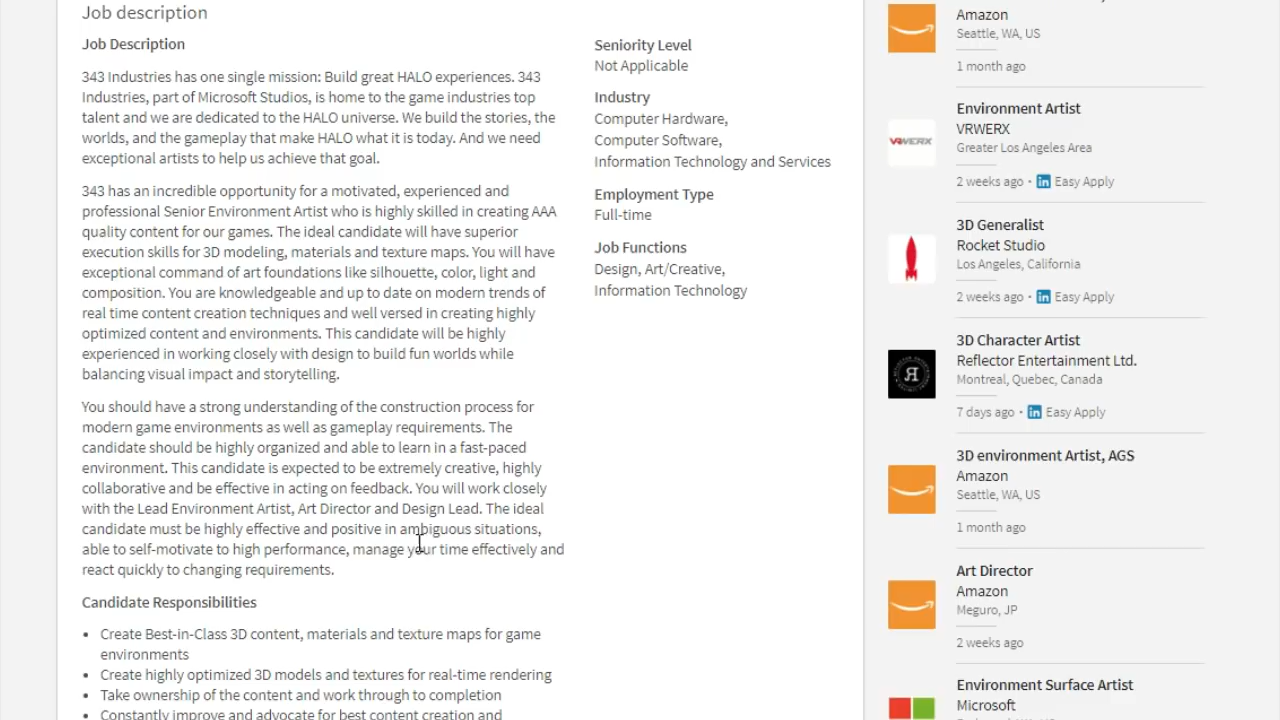 Job description
Job Description
343 Industries has one single mission: Build great HALO experiences. 343
Industries, part of Microsoft Studios, is home to the game industries top
talent and we are dedicated to the HALO universe. We build the stories, the
worlds, and the gameplay that make HALO what it is today. And we need
exceptional artists to help us achieve that goal.
343 has an incredible opportunity for a motivated, experienced and
professional Senior Environment Artist who is highly skilled in creating AAA
quality content for our games. The ideal candidate will have superior
execution skills for 3D modeling, materials and texture maps. You will have
exceptional command of art foundations like silhouette, color, light and
composition. You are knowledgeable and up to date on modern trends of
real time content creation techniques and well versed in creating highly
optimized content and environments. This candidate will be highly
experienced in working closely with design to build fun worlds while
balancing visual impact and storytelling.
You should have a strong understanding of the construction process for
modern game environments as well as gameplay requirements. The
candidate should be highly organized and able to learn in a fast-paced
environment. This candidate is expected to be extremely creative, highly
collaborative and be effective in acting on feedback. You will work closely
with the Lead Environment Artist, Art Director and Design Lead. The ideal
candidate must be highly effective and positive in ambiguous situations,
able to self-motivate to high performance, manage your time effectively and
react quickly to changing requirements.
Candidate Responsibilities
• Create Best-in-Class 3D content, materials and texture maps for game
environments
• Create highly optimized 3D models and textures for real-time rendering
• Take ownership of the content and work through to completion
• Constantly improve and advocate for best content creation and
Seniority Level
Not Applicable
Industry
Computer Hardware,
Computer Software,
Information Technology and Services
Employment Type
Full-time
Job Functions
Design, Art/Creative,
Information Technology
Amazon
Seattle, WA, US
1 month ago
Environment Artist
VRWERX
VRWERX
Greater Los Angeles Area
2 weeks ago • in Easy Apply
3D Generalist
Rocket Studio
Los Angeles, California
2 weeks ago • in Easy Apply
3D Character Artist
Reflector Entertainment Ltd.
Montreal, Quebec, Canada
7 days ago • in Easy Apply
3D environment Artist, AGS
Amazon
Seattle, WA, US
1 month ago
Art Director
Amazon
Meguro, JP
2 weeks ago
Environment Surface Artist
Microsoft